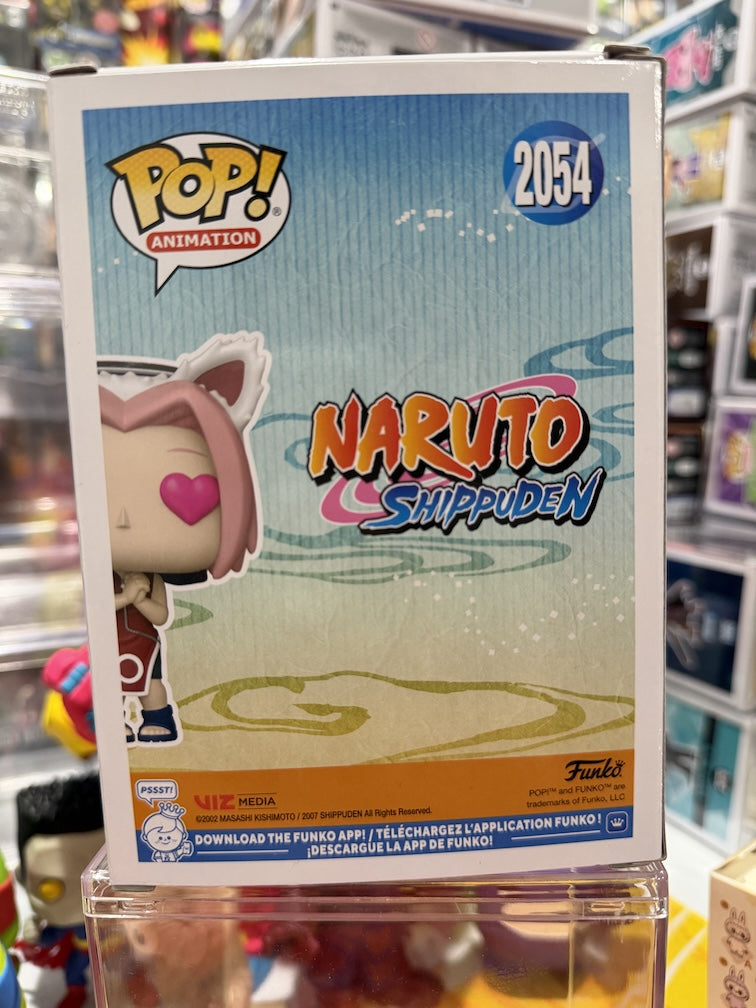 POP!®
ANIMATION
2054
NARUTO
SHIPPUDEN
PSSST!
VIZ MEDIA
©2002 MASASHI KISHIMOTO / 2007 SHIPPUDEN All Rights Reserved.
Funko
POP!™ and FUNKO™ are
trademarks of Funko, LLC
DOWNLOAD THE FUNKO APP! / TÉLÉCHARGEZ L'APPLICATION FUNKO !
¡DESCARGUE LA APP DE FUNKO!